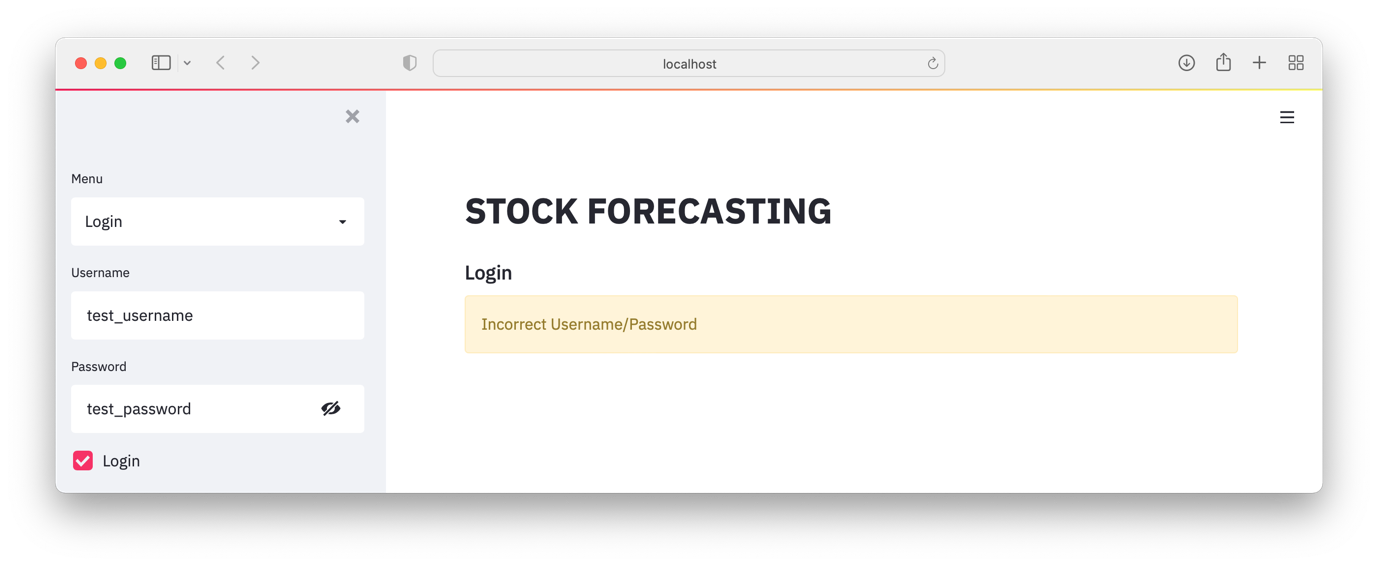 localhost
Menu
Login
Username
test_username
Password
test_password
Login
STOCK FORECASTING
Login
Incorrect Username/Password